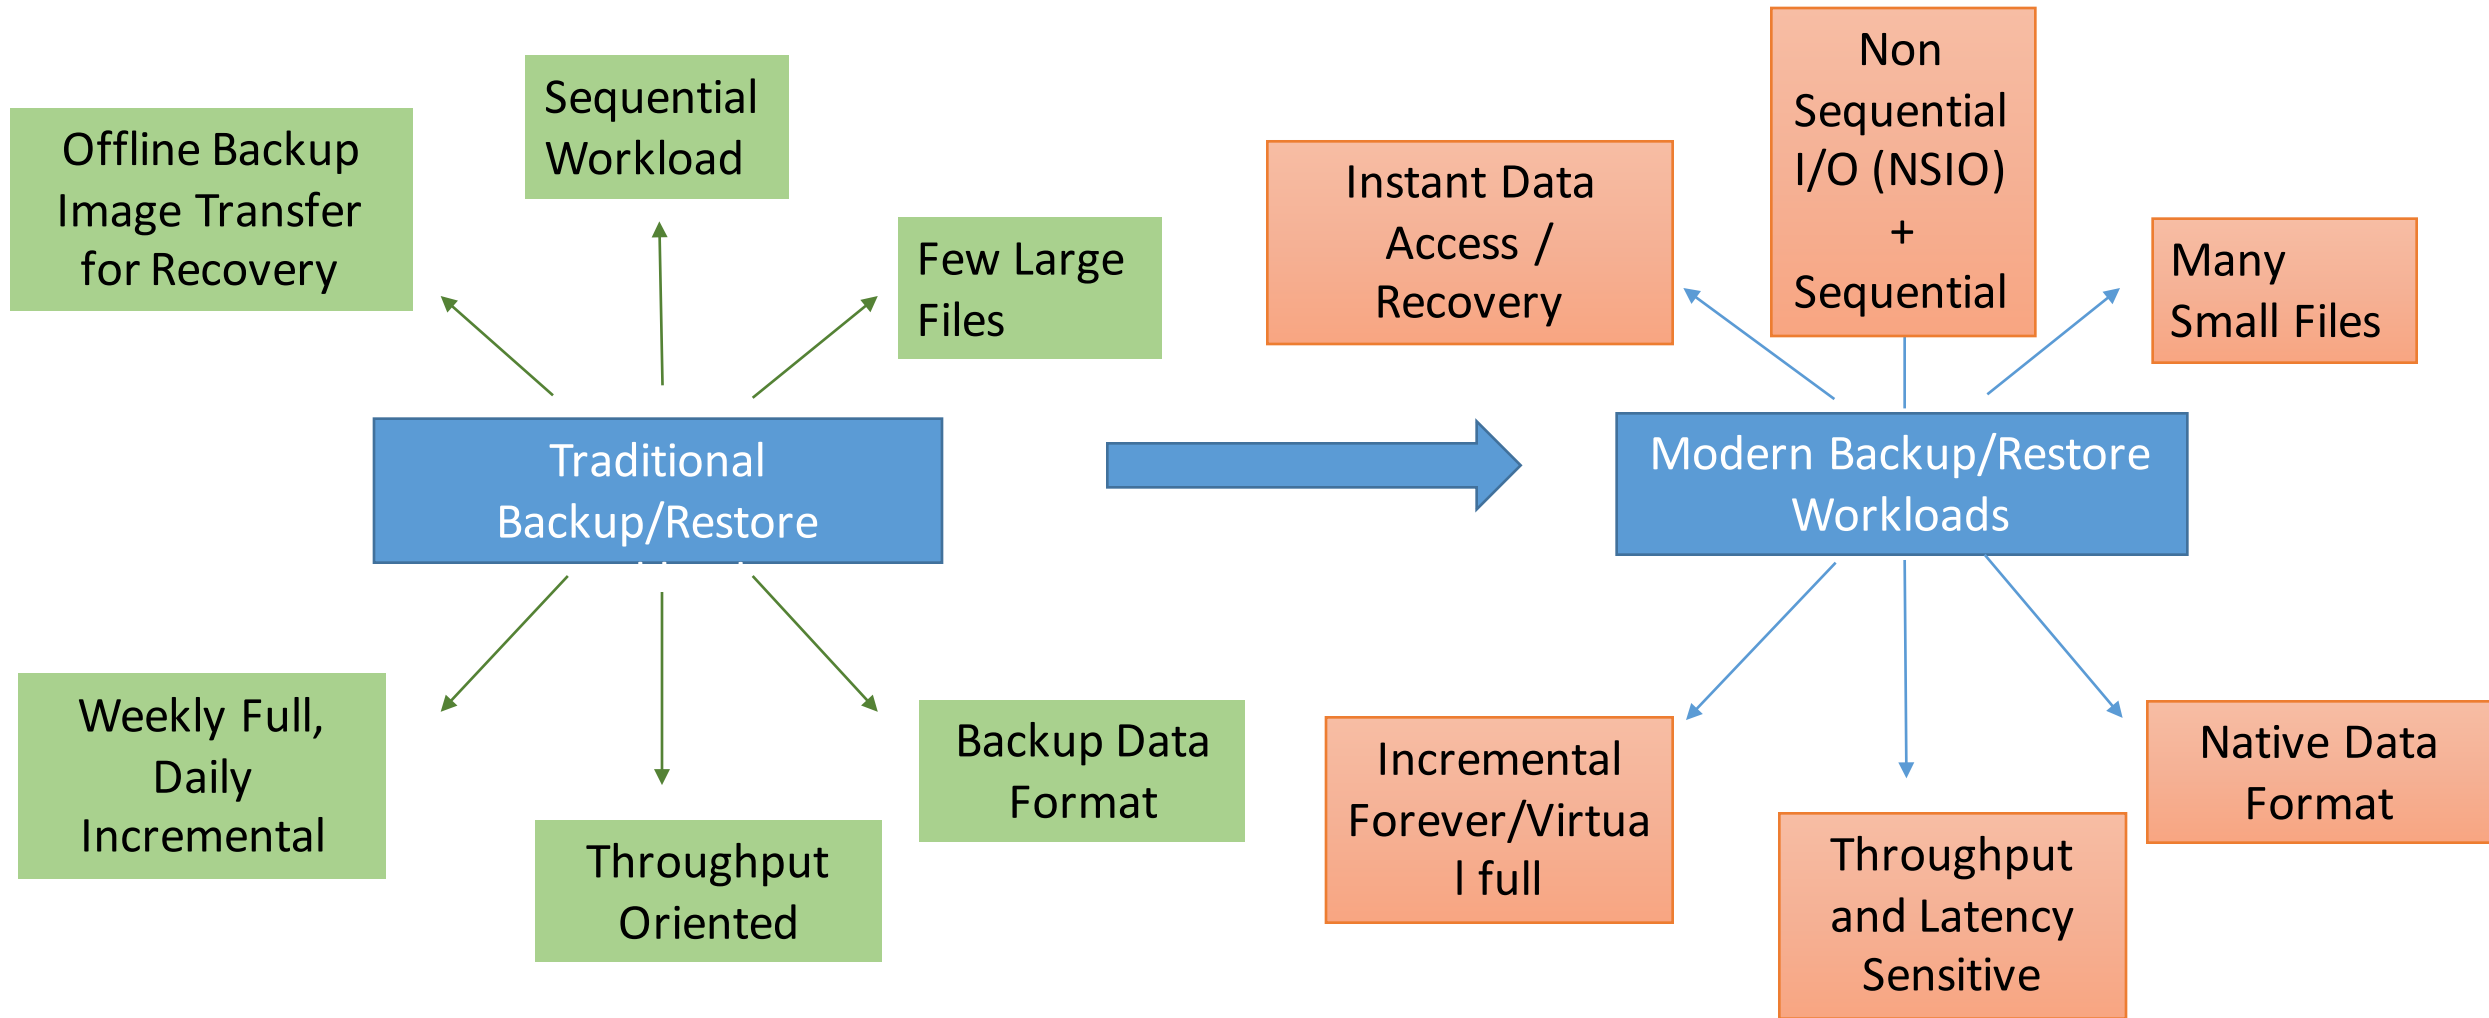 Offline Backup
Image Transfer
for Recovery
Sequential
Workload
Few Large
Files
Traditional
Backup/Restore
Weekly Full,
Daily
Incremental
Throughput
Oriented
Backup Data
Format
Instant Data
Access /
Recovery
Non
Sequential
I/O (NSIO)
+
Sequential
Many
Small Files
Modern Backup/Restore
Workloads
Incremental
Forever/Virtua
l full
Throughput
and Latency
Sensitive
Native Data
Format